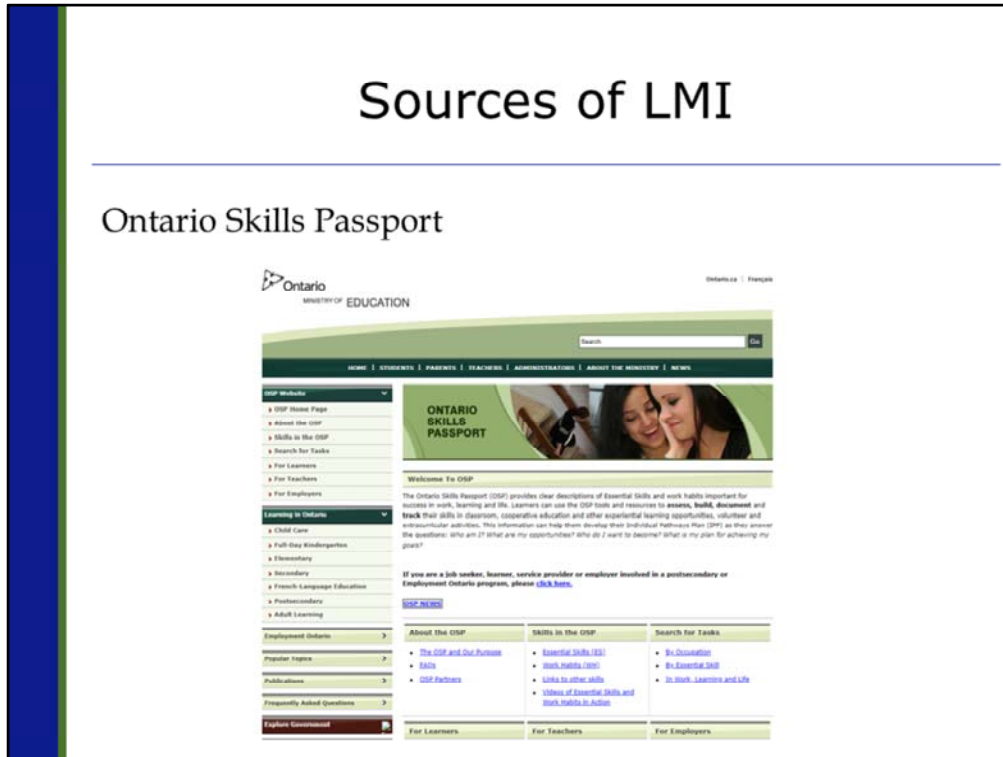 Sources of LMI
Ontario Skills Passport
Ontario
MINISTRY OF EDUCATION
Ontario.ca | Français
Search
Go
HOME | STUDENTS | PARENTS | TEACHERS | ADMINISTRATORS | ABOUT THE MINISTRY | NEWS
OSP Website
OSP Home Page
About the OSP
Skills in the OSP
Search for Tasks
For Learners
For Teachers
For Employers
Learning in Ontario
Child Care
Full-Day Kindergarten
Elementary
Secondary
French-Language Education
Postsecondary
Adult Learning
Employment Ontario
Popular Topics
Publications
Frequently Asked Questions
Explore Government
ONTARIO
SKILLS
PASSPORT
Welcome To OSP
The Ontario Skills Passport (OSP) provides clear descriptions of Essential Skills and work habits important for
success in work, learning and life. Learners can use the OSP tools and resources to assess, build, document and
track their skills in classroom, cooperative education and other experiential learning opportunities, volunteer and
extracurricular activities. This information can help them develop their Individual Pathways Plan (IPP) as they answer
the questions: Who am I? What are my opportunities? Who do I want to become? What is my plan for achieving my
goals?
If you are a job seeker, learner, service provider or employer involved in a postsecondary or
Employment Ontario program, please click here.
OSP NEWS
About the OSP
The OSP and Our Purpose
FAQs
OSP Partners
Skills in the OSP
Essential Skills (ES)
Work Habits (WH)
Links to other skills
Videos of Essential Skills and
Work Habits in Action
Search for Tasks
By Occupation
By Essential Skill
In Work, Learning and Life
For Learners
For Teachers
For Employers